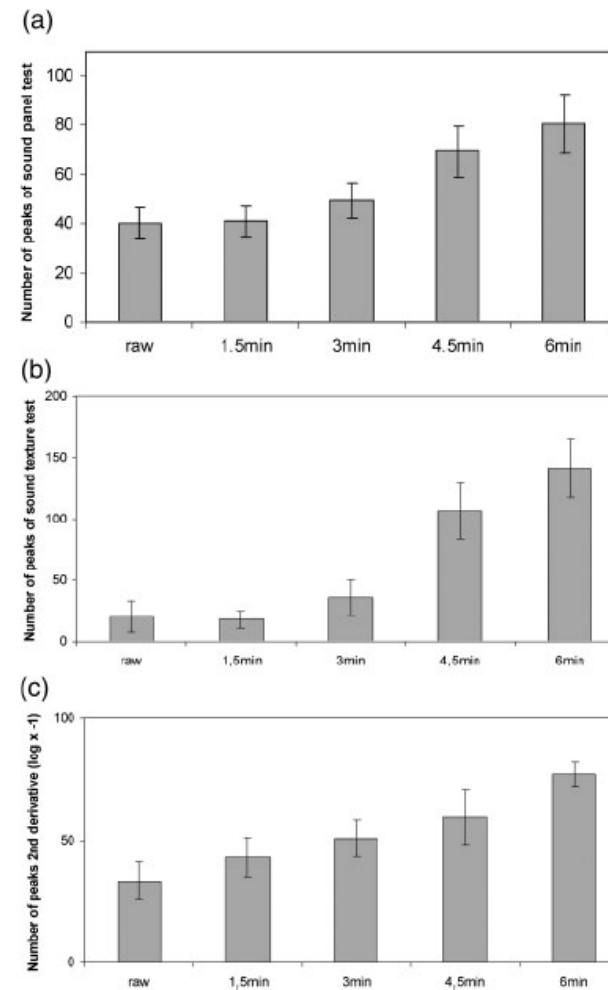 (a)
Number of peaks of sound panel test
100
80
60
40
20
0
raw 1.5min 3min 4.5min 6min
(b)
Number of peaks of sound texture test
200
150
100
50
0
raw 1,5min 3min 4,5min 6min
(c)
Number of peaks 2nd derivative (log x -1)
100
50
0
raw 1,5min 3min 4,5min 6min